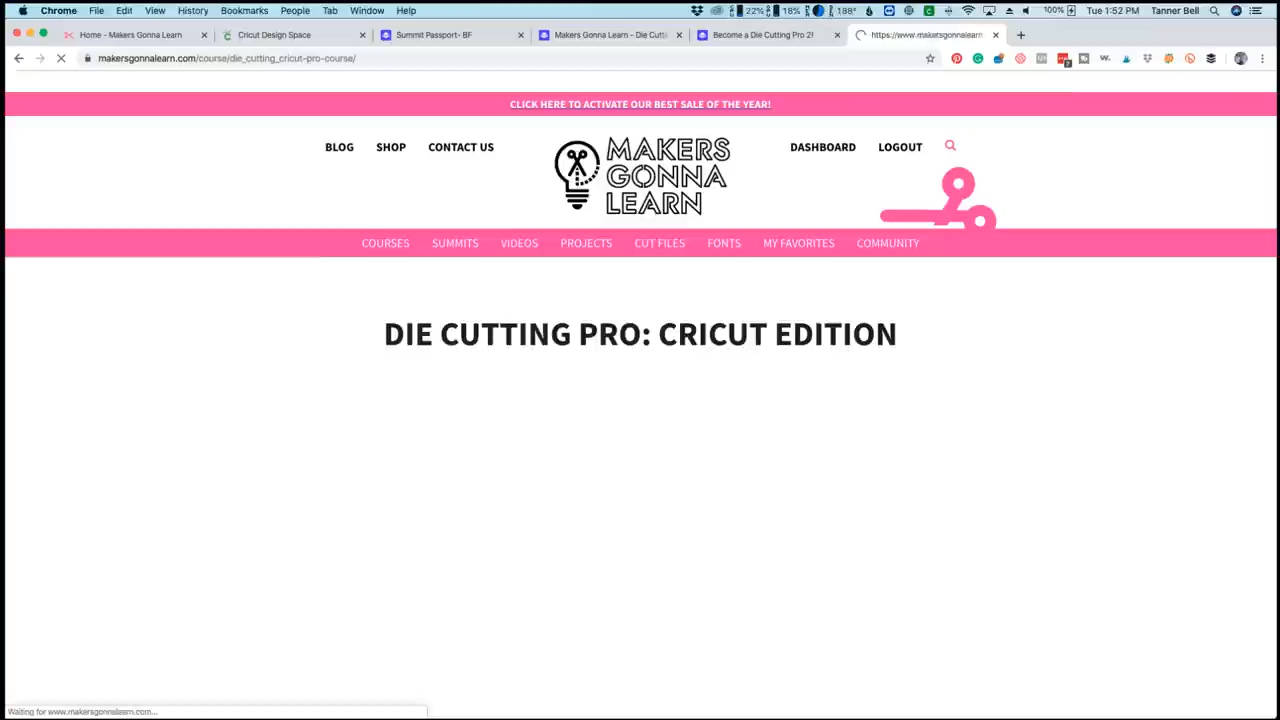 Chrome File Edit View History Bookmarks People Tab Window Help 22% 18% 188° 100% Tue 1:52 PM Tanner Bell
Home - Makers Gonna Learn Cricut Design Space Summit Passport- BF Makers Gonna Learn - Die Cutti Become a Die Cutting Pro 2! https://www.makersgonnalearn
makersgonnalearn.com/course/die_cutting_cricut-pro-course/
CLICK HERE TO ACTIVATE OUR BEST SALE OF THE YEAR!
BLOG SHOP CONTACT US
MAKERS
GONNA
LEARN
DASHBOARD LOGOUT
COURSES SUMMITS VIDEOS PROJECTS CUT FILES FONTS MY FAVORITES COMMUNITY
DIE CUTTING PRO: CRICUT EDITION
Waiting for www.makersgonnalearn.com...